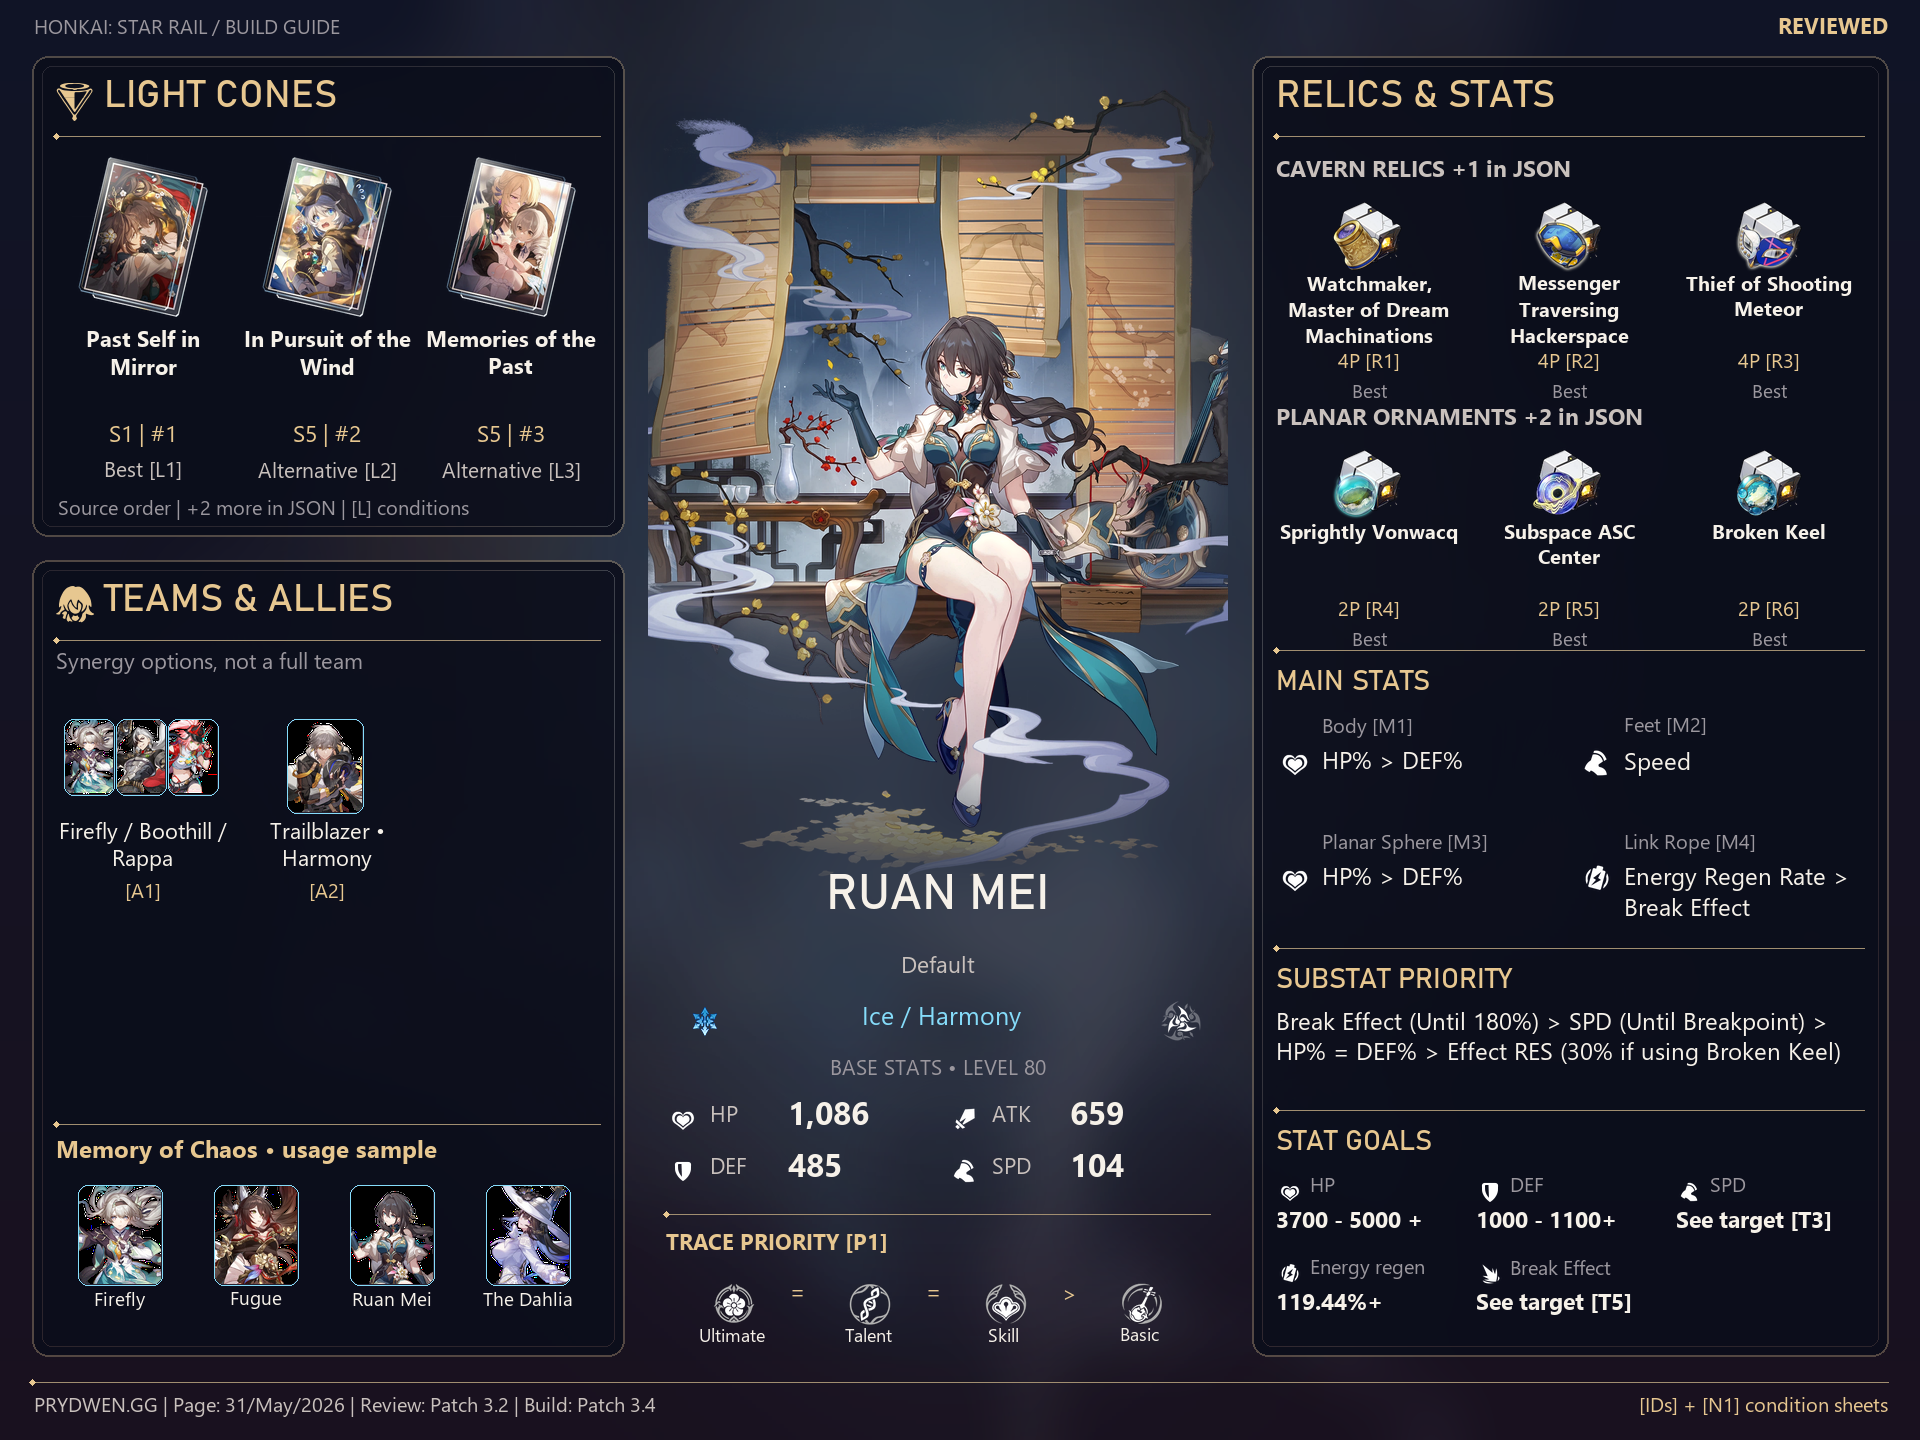 HONKAI: STAR RAIL / BUILD GUIDE
REVIEWED
LIGHT CONES
Past Self in
Mirror
S1 | #1
Best [L1]
In Pursuit of the
Wind
S5 | #2
Alternative [L2]
Memories of the
Past
S5 | #3
Alternative [L3]
Source order | +2 more in JSON | [L] conditions
TEAMS & ALLIES
Synergy options, not a full team
Firefly / Boothill /
Rappa
[A1]
Trailblazer •
Harmony
[A2]
Memory of Chaos • usage sample
Firefly
Fugue
Ruan Mei
The Dahlia
RUAN MEI
Default
Ice / Harmony
BASE STATS • LEVEL 80
HP 1,086
ATK 659
DEF 485
SPD 104
TRACE PRIORITY [P1]
= = >
Ultimate Talent Skill Basic
RELICS & STATS
CAVERN RELICS +1 in JSON
Watchmaker,
Master of Dream
Machinations
4P [R1]
Best
Messenger
Traversing
Hackerspace
4P [R2]
Best
Thief of Shooting
Meteor
4P [R3]
Best
PLANAR ORNAMENTS +2 in JSON
Sprightly Vonwacq
2P [R4]
Best
Subspace ASC
Center
2P [R5]
Best
Broken Keel
2P [R6]
Best
MAIN STATS
Body [M1]
HP% > DEF%
Feet [M2]
Speed
Planar Sphere [M3]
HP% > DEF%
Link Rope [M4]
Energy Regen Rate >
Break Effect
SUBSTAT PRIORITY
Break Effect (Until 180%) > SPD (Until Breakpoint) >
HP% = DEF% > Effect RES (30% if using Broken Keel)
STAT GOALS
HP
3700 - 5000 +
DEF
1000 - 1100+
SPD
See target [T3]
Energy regen
119.44%+
Break Effect
See target [T5]
PRYDWEN.GG | Page: 31/May/2026 | Review: Patch 3.2 | Build: Patch 3.4
[IDs] + [N1] condition sheets